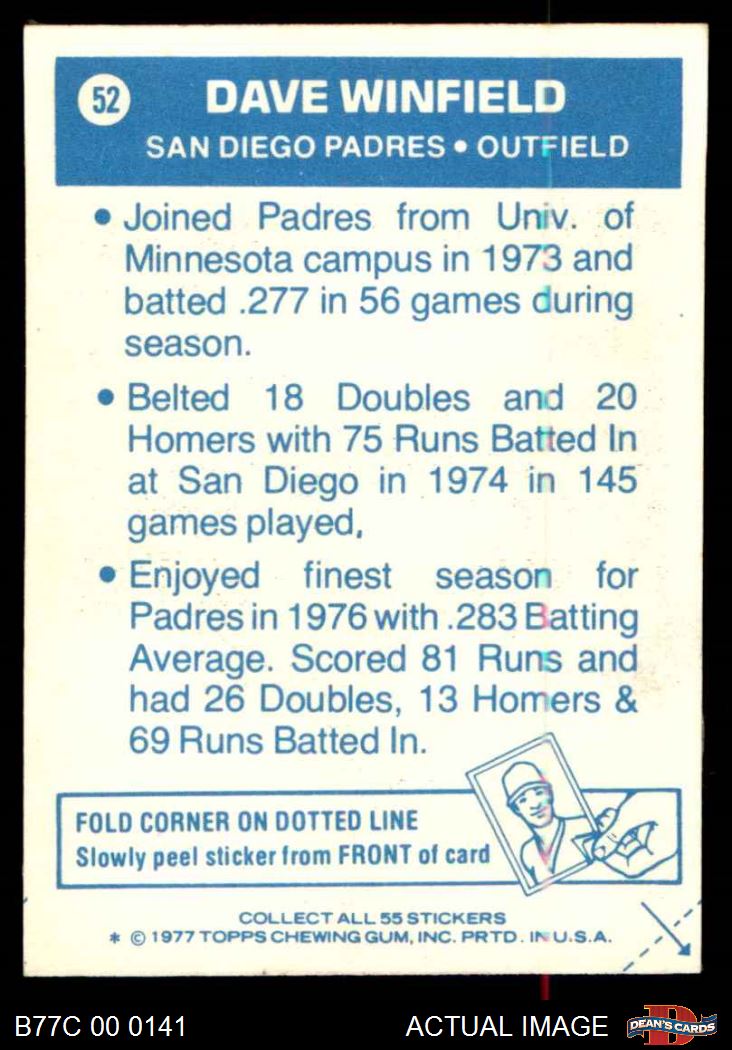 52
DAVE WINFIELD
SAN DIEGO PADRES • OUTFIELD
• Joined Padres from Univ. of
Minnesota campus in 1973 and
batted .277 in 56 games during
season.
• Belted 18 Doubles and 20
Homers with 75 Runs Batted In
at San Diego in 1974 in 145
games played,
• Enjoyed finest season for
Padres in 1976 with .283 Batting
Average. Scored 81 Runs and
had 26 Doubles, 13 Homers &
69 Runs Batted In.
FOLD CORNER ON DOTTED LINE
Slowly peel sticker from FRONT of card
COLLECT ALL 55 STICKERS
* © 1977 TOPPS CHEWING GUM, INC. PRTD. IN U.S.A.
B77C 00 0141
ACTUAL IMAGE
DEAN'S CARDS